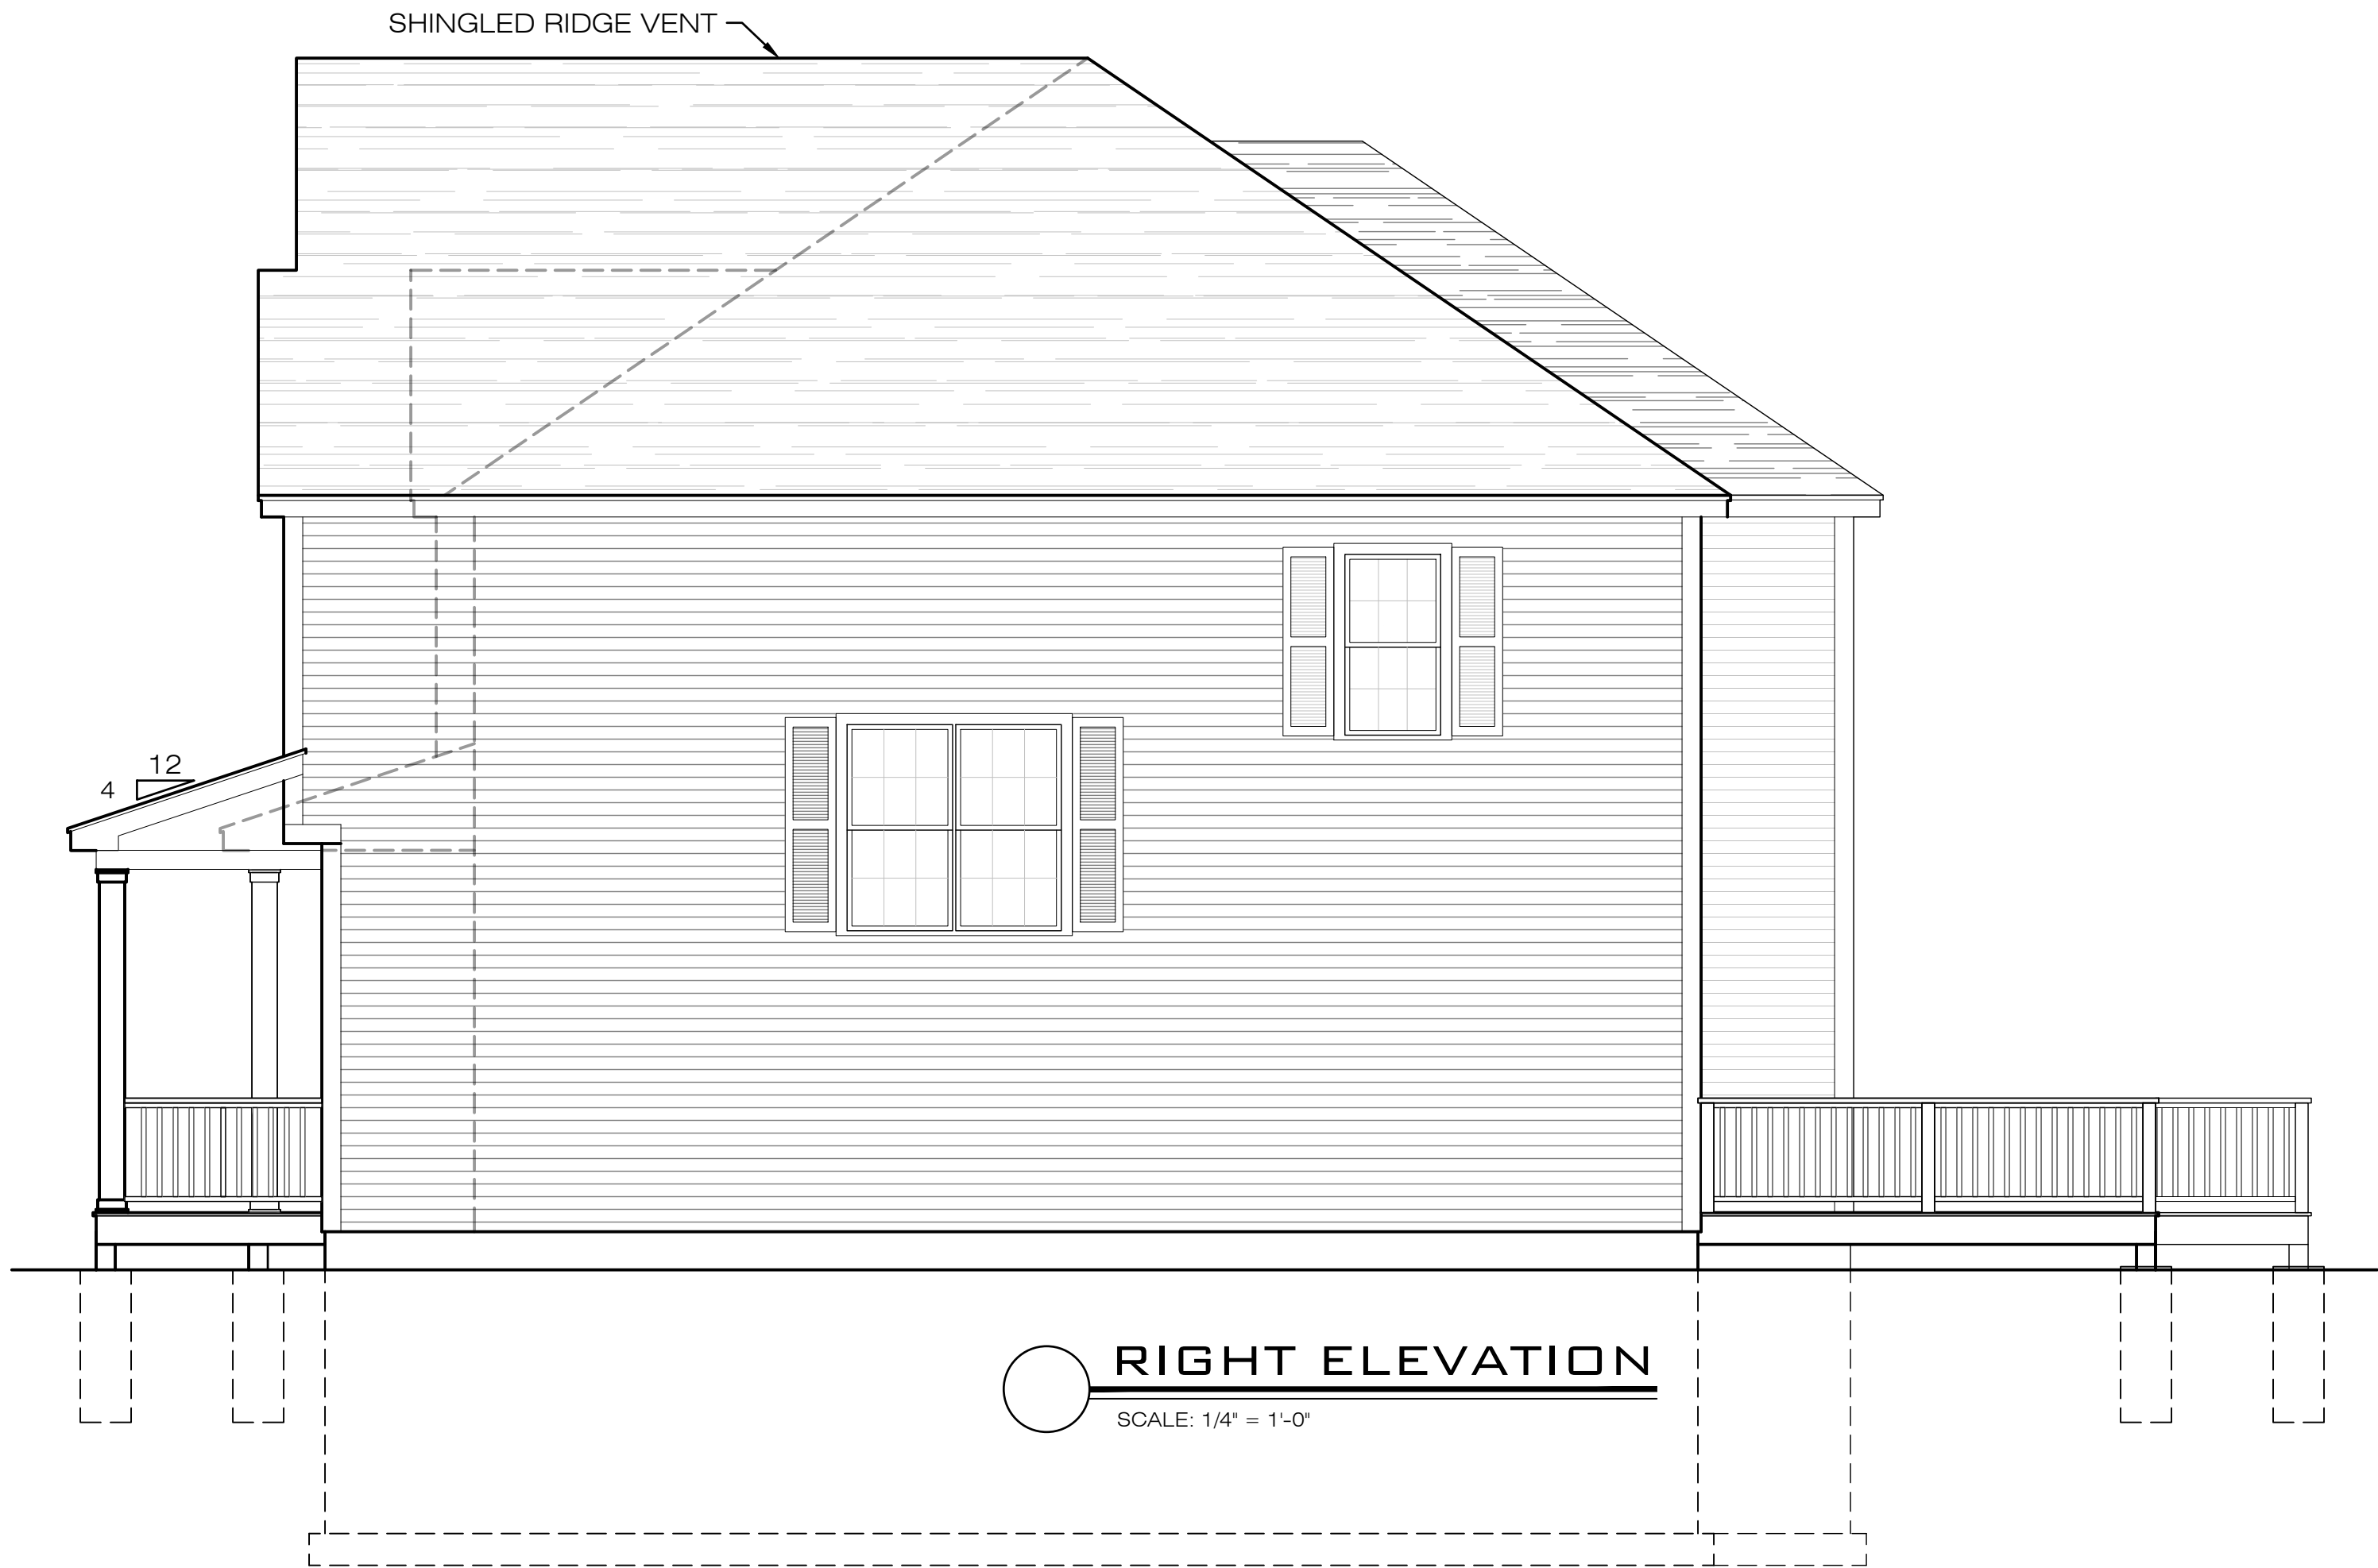 SHINGLED RIDGE VENT
12
4
RIGHT ELEVATION
SCALE: 1/4" = 1'-0"